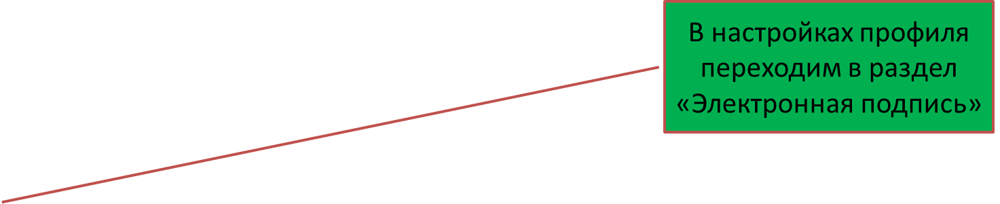 В настройках профиля
переходим в раздел
«Электронная подпись»